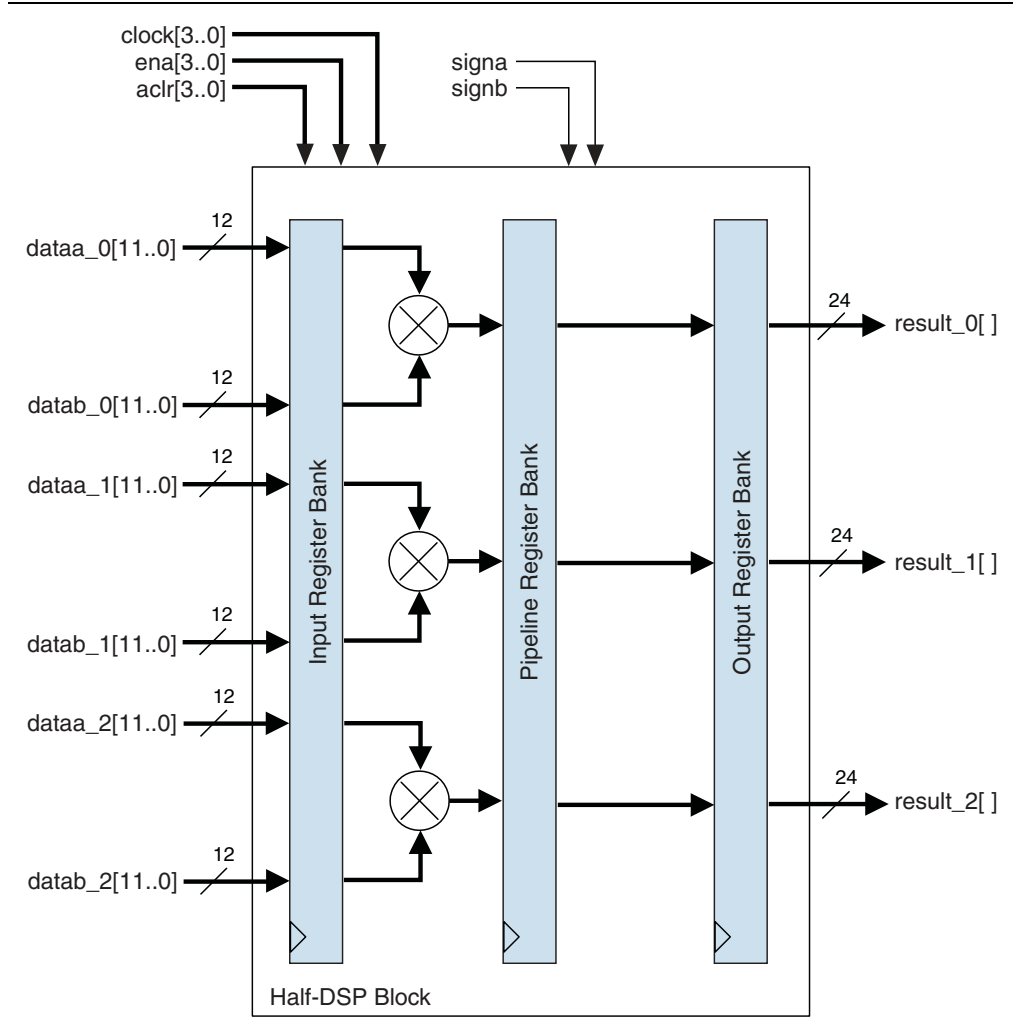 clock[3..0]
ena[3..0]
aclr[3..0]
signa
signb
12
dataa_0[11..0]
24
result_0[ ]
12
datab_0[11..0]
12
dataa_1[11..0]
24
result_1[ ]
12
datab_1[11..0]
12
dataa_2[11..0]
24
result_2[ ]
12
datab_2[11..0]
Input Register Bank
Pipeline Register Bank
Output Register Bank
Half-DSP Block